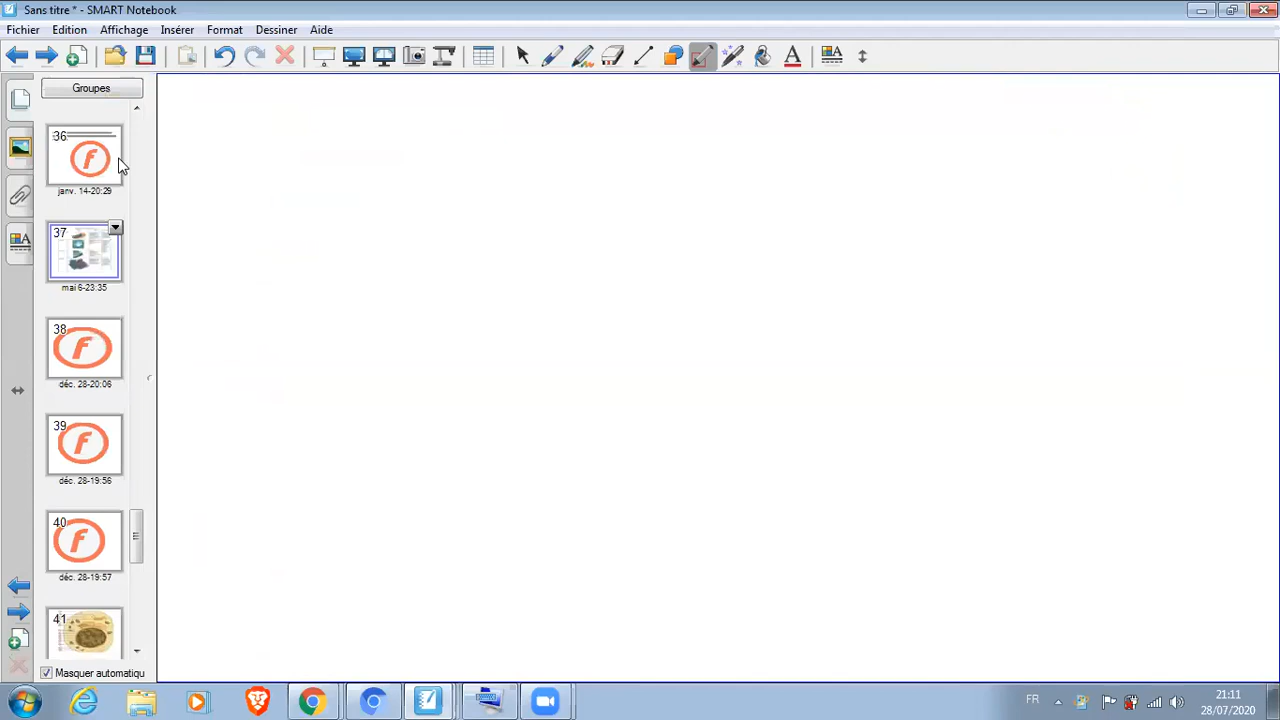 Sans titre * - SMART Notebook
Fichier Edition Affichage Insérer Format Dessiner Aide
Groupes
36
janv. 14-20:29
37
mai 6-23:35
38
déc. 28-20:06
39
déc. 28-19:56
40
déc. 28-19:57
41
Masquer automatiqu
FR
21:11
28/07/2020